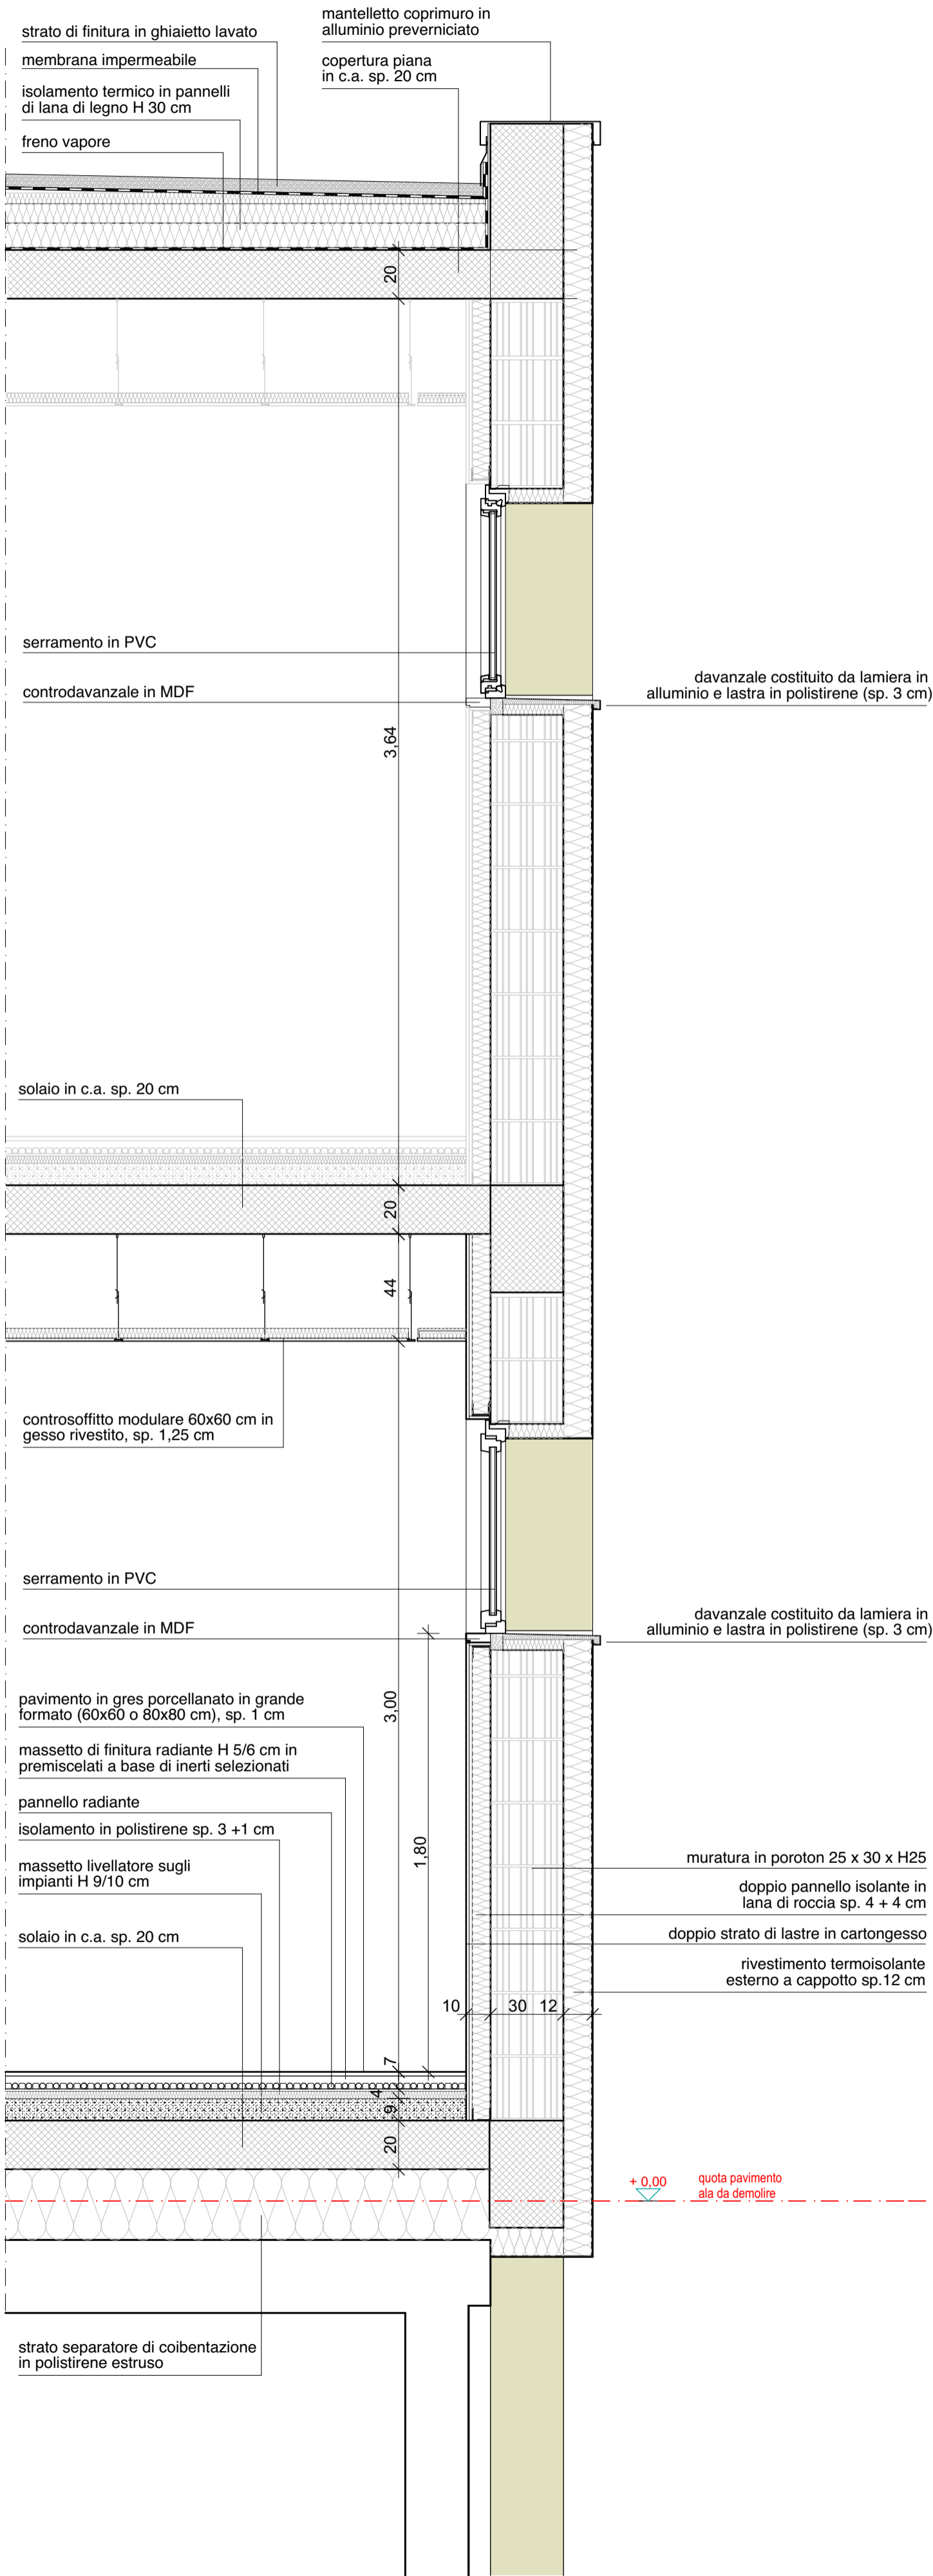 mantelletto coprimuro in
alluminio preverniciato
strato di finitura in ghiaietto lavato
membrana impermeabile
copertura piana
in c.a. sp. 20 cm
isolamento termico in pannelli
di lana di legno H 30 cm
freno vapore
20
serramento in PVC
controdavanzale in MDF
davanzale costituito da lamiera in
alluminio e lastra in polistirene (sp. 3 cm)
3,64
solaio in c.a. sp. 20 cm
20
44
controsoffitto modulare 60x60 cm in
gesso rivestito, sp. 1,25 cm
serramento in PVC
controdavanzale in MDF
davanzale costituito da lamiera in
alluminio e lastra in polistirene (sp. 3 cm)
3,00
pavimento in gres porcellanato in grande
formato (60x60 o 80x80 cm), sp. 1 cm
massetto di finitura radiante H 5/6 cm in
premiscelati a base di inerti selezionati
pannello radiante
isolamento in polistirene sp. 3 +1 cm
1,80
massetto livellatore sugli
impianti H 9/10 cm
muratura in poroton 25 x 30 x H25
doppio pannello isolante in
lana di roccia sp. 4 + 4 cm
solaio in c.a. sp. 20 cm
doppio strato di lastre in cartongesso
rivestimento termoisolante
esterno a cappotto sp.12 cm
10 30 12
7
4
9
20
+ 0,00 quota pavimento
ala da demolire
strato separatore di coibentazione
in polistirene estruso